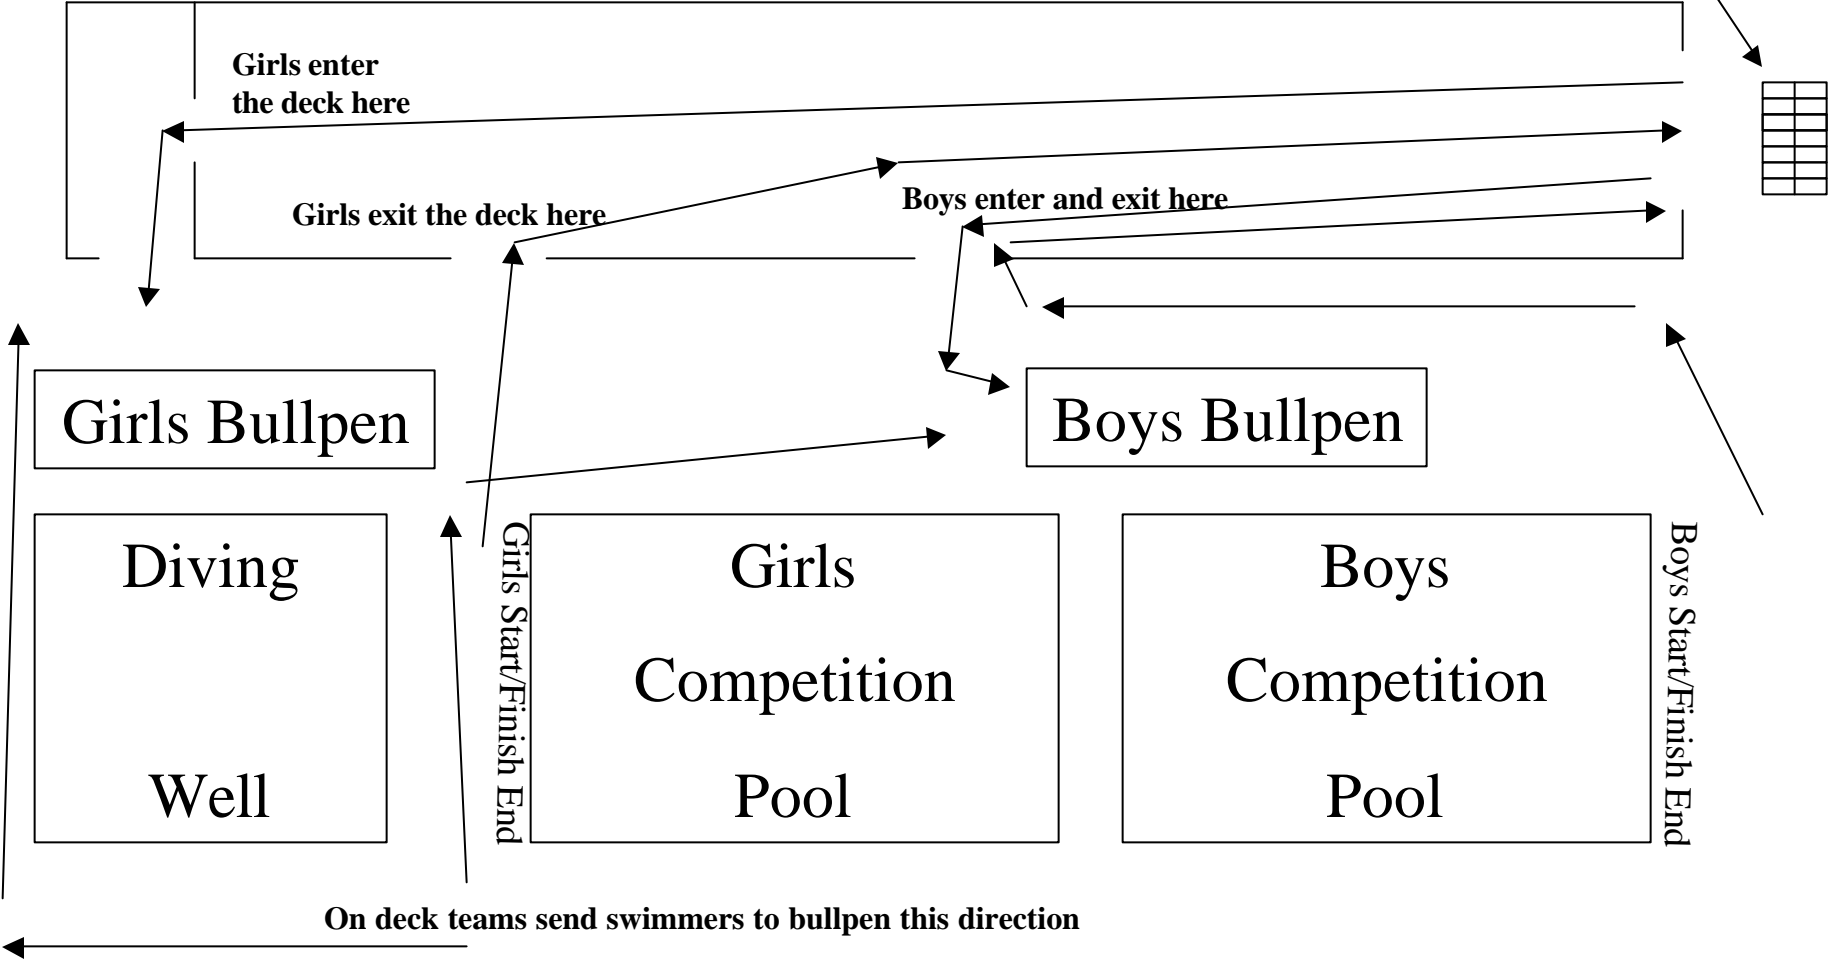 Girls enter
the deck here
Girls exit the deck here
Boys enter and exit here
Girls Bullpen
Boys Bullpen
Diving
Well
Girls Start/Finish End
Girls
Competition
Pool
Boys
Competition
Pool
Boys Start/Finish End
On deck teams send swimmers to bullpen this direction